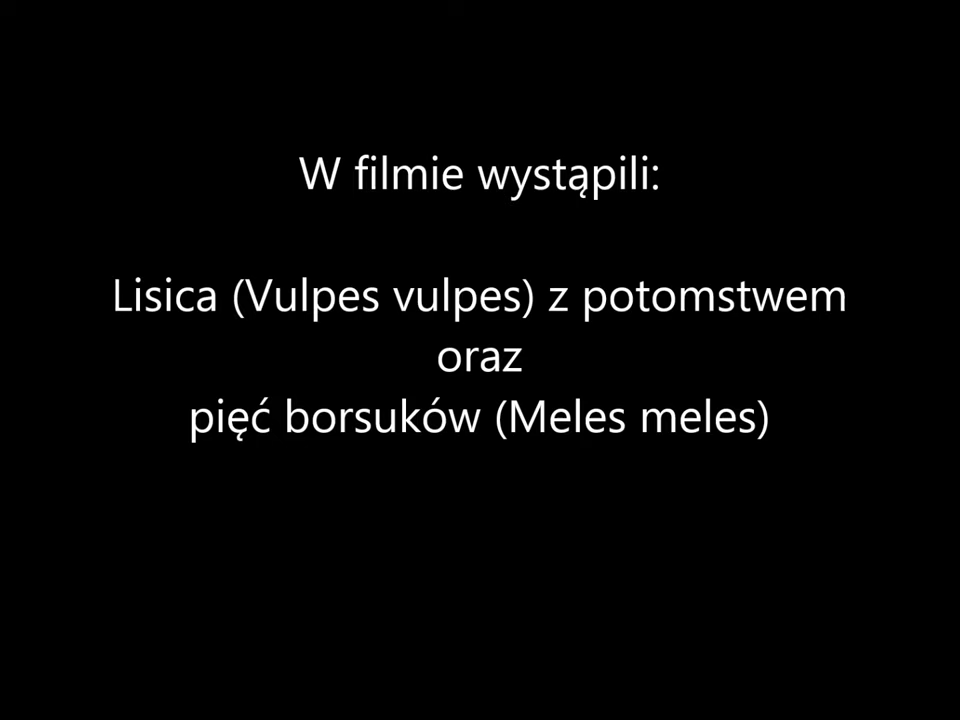 W filmie wystąpili:
Lisica (Vulpes vulpes) z potomstwem
oraz
pięć borsuków (Meles meles)